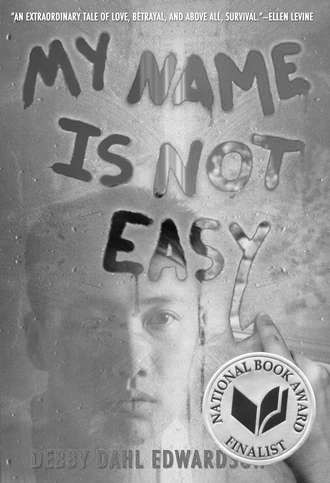 "AN EXTRAORDINARY TALE OF LOVE, BETRAYAL, AND ABOVE ALL, SURVIVAL."—ELLEN LEVINE
MY NAME
IS NOT
EASY
NATIONAL BOOK AWARD
FINALIST
DEBBY DAHL EDWARDSON